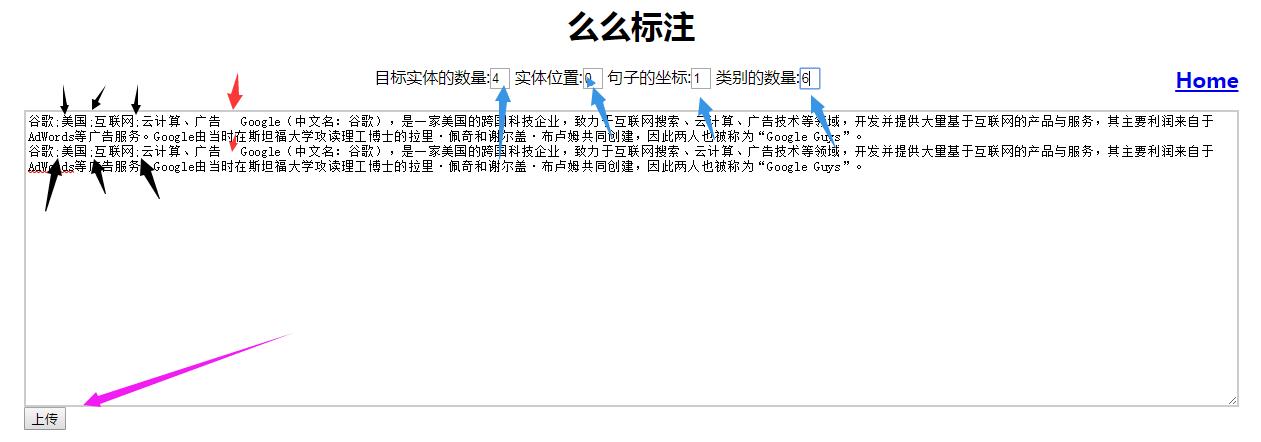 么么标注
目标实体的数量:4 实体位置:0 句子的坐标:1 类别的数量:6
Home
谷歌;美国;互联网;云计算、广告 Google（中文名：谷歌），是一家美国的跨国科技企业，致力于互联网搜索、云计算、广告技术等领域，开发并提供大量基于互联网的产品与服务，其主要利润来自于
AdWords等广告服务。Google由当时在斯坦福大学攻读理工博士的拉里·佩奇和谢尔盖·布卢姆共同创建，因此两人也被称为“Google Guys”。
谷歌;美国;互联网;云计算、广告 Google（中文名：谷歌），是一家美国的跨国科技企业，致力于互联网搜索、云计算、广告技术等领域，开发并提供大量基于互联网的产品与服务，其主要利润来自于
AdWords等广告服务。Google由当时在斯坦福大学攻读理工博士的拉里·佩奇和谢尔盖·布卢姆共同创建，因此两人也被称为“Google Guys”。
上传